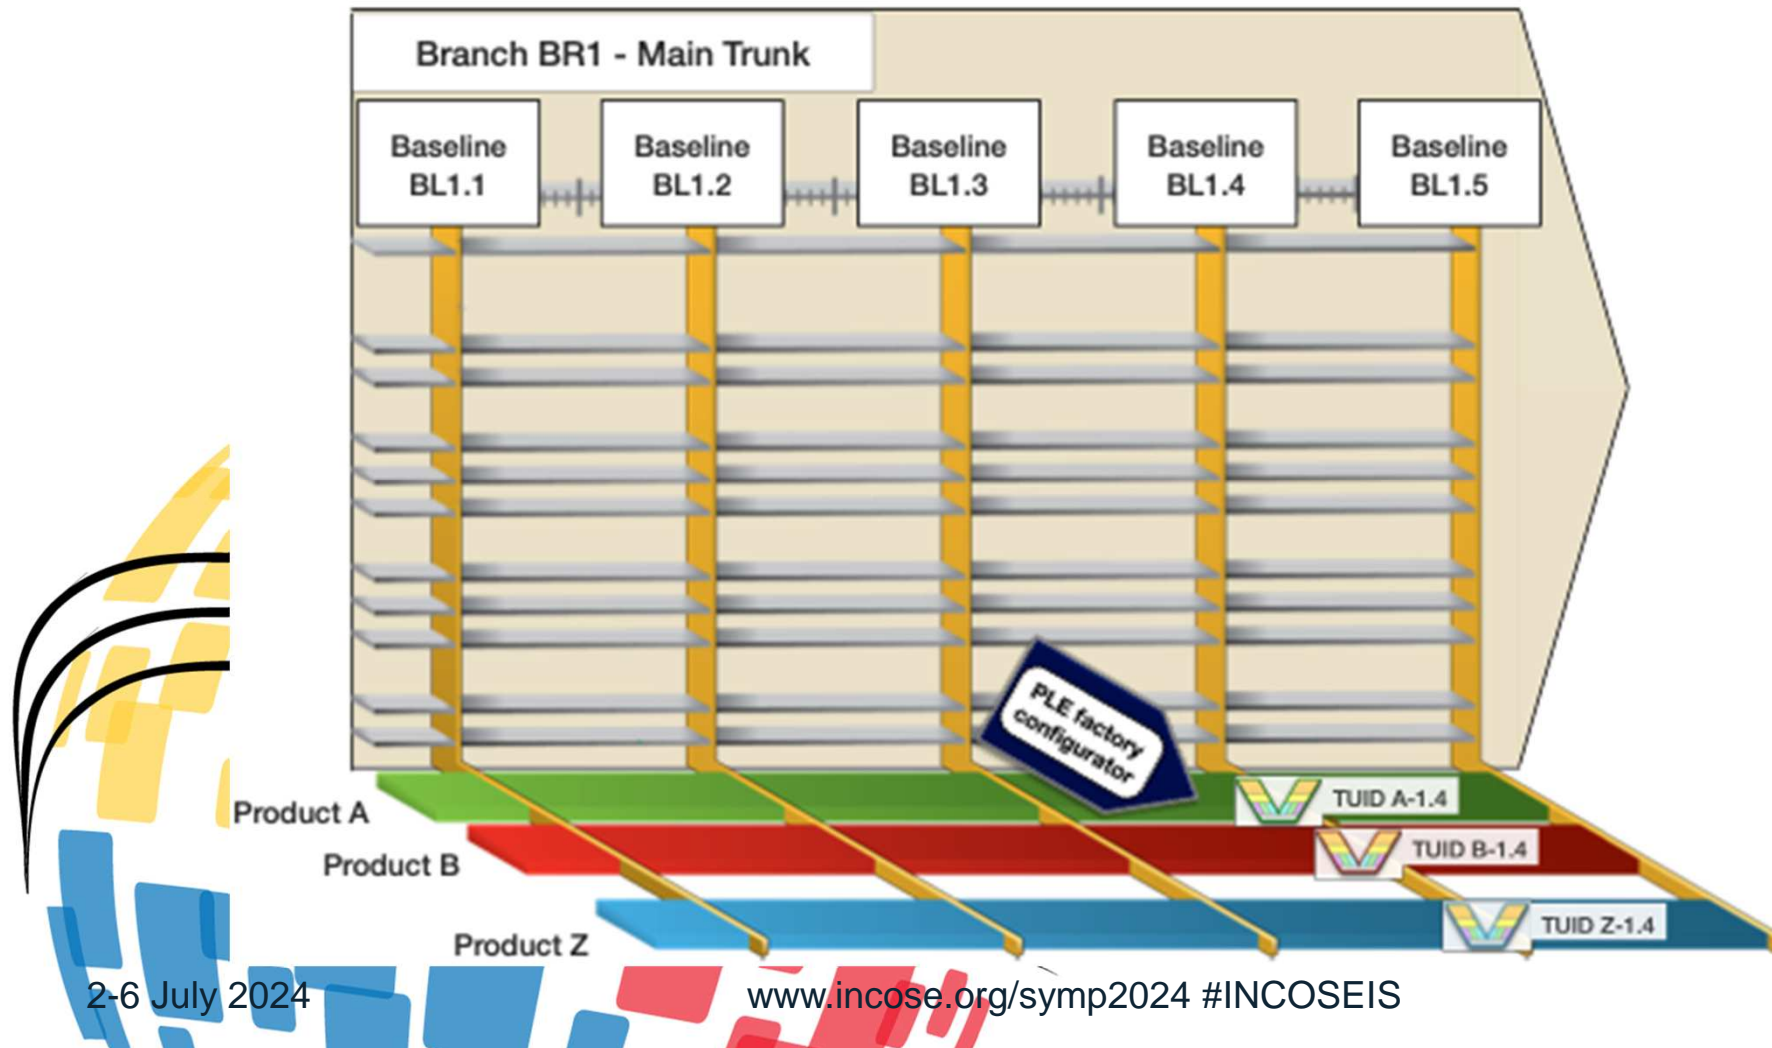 Branch BR1 - Main Trunk
Baseline
BL1.1
Baseline
BL1.2
Baseline
BL1.3
Baseline
BL1.4
Baseline
BL1.5
PLE factory
configurator
Product A
TUID A-1.4
Product B
TUID B-1.4
Product Z
TUID Z-1.4
2-6 July 2024
www.incose.org/symp2024 #INCOSEIS